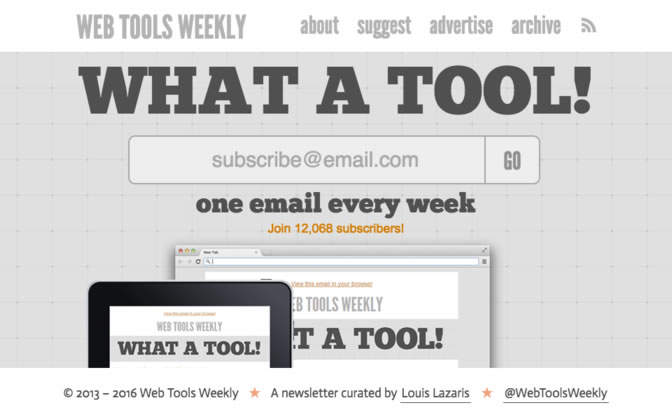 WEB TOOLS WEEKLY about suggest advertise archive
WHAT A TOOL!
subscribe@email.com GO
one email every week
Join 12,068 subscribers!
New Tab
View this email in your browser
WEB TOOLS WEEKLY
WHAT A TOOL!
View this email in your browser
EB TOOLS WEEKLY
T A TOOL!
© 2013 – 2016 Web Tools Weekly ★ A newsletter curated by Louis Lazaris ★ @WebToolsWeekly